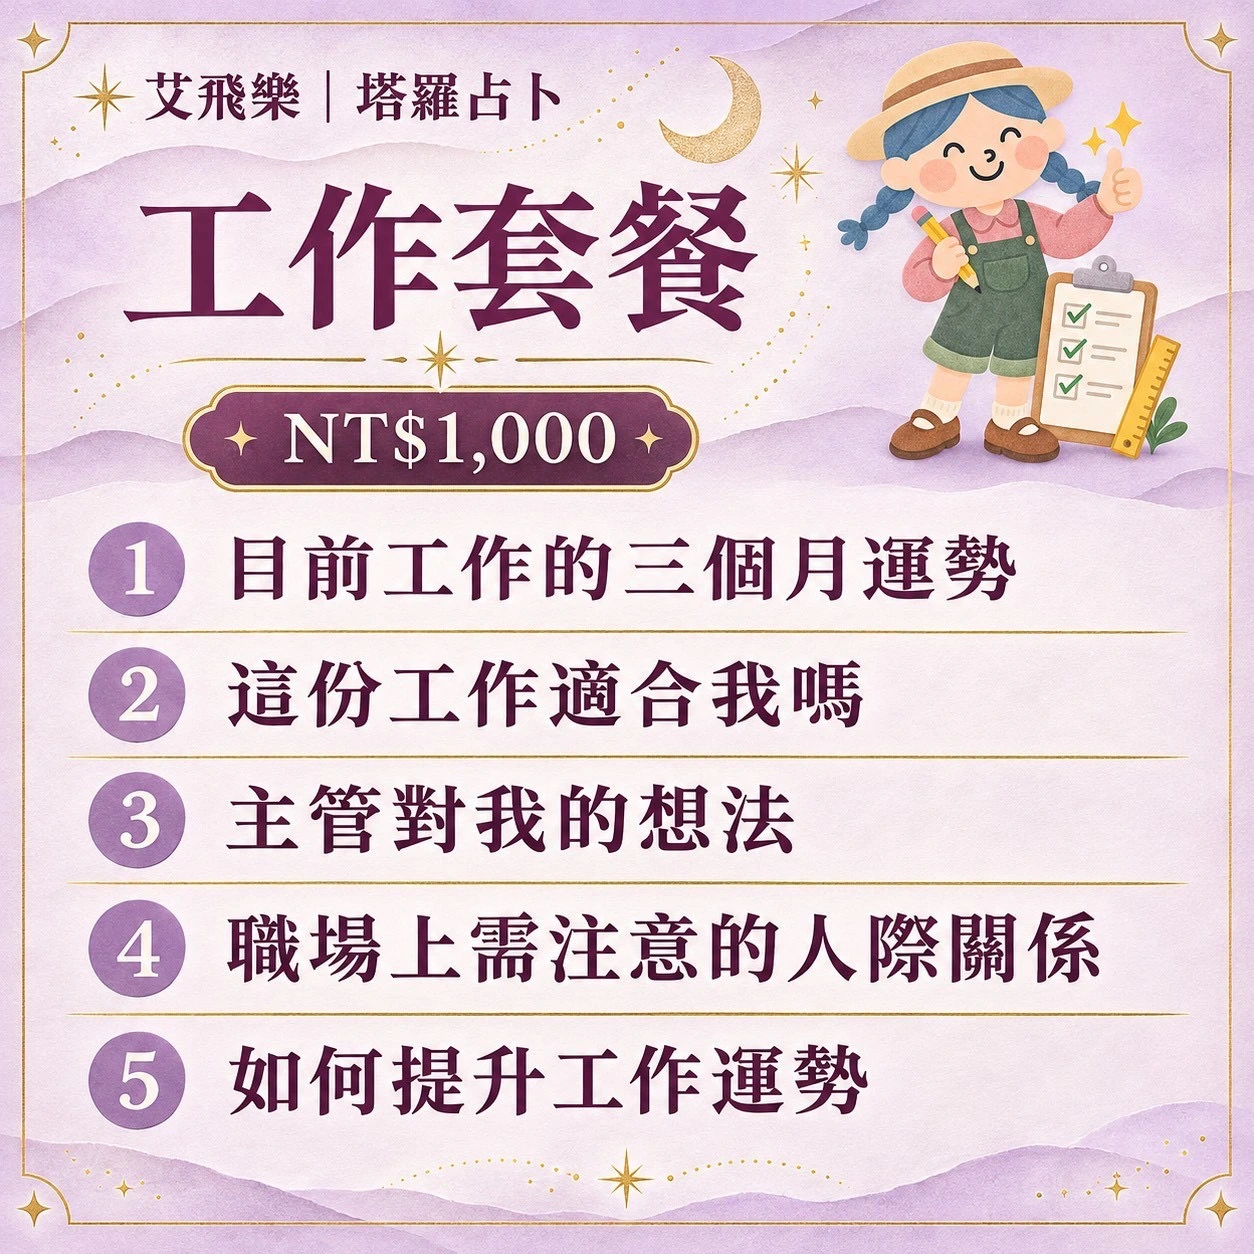 艾飛樂｜塔羅占卜
工作套餐
NT$1,000
1 目前工作的三個月運勢
2 這份工作適合我嗎
3 主管對我的想法
4 職場上需注意的人際關係
5 如何提升工作運勢